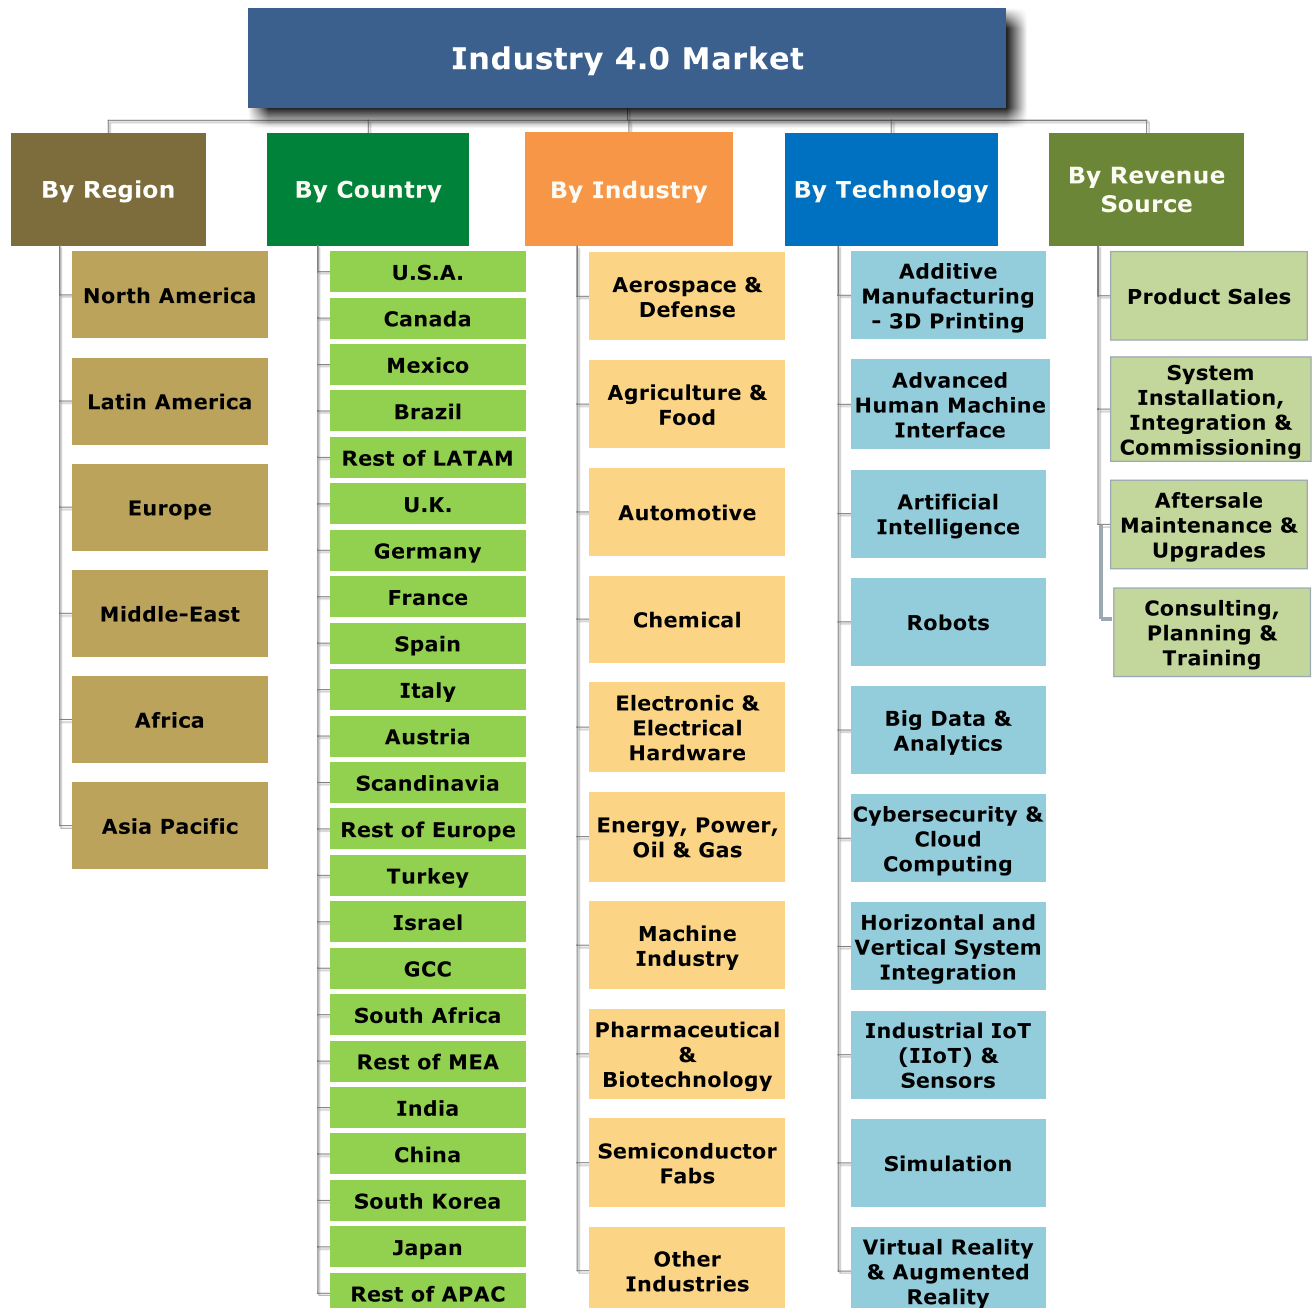 Industry 4.0 Market
By Region
North America
Latin America
Europe
Middle-East
Africa
Asia Pacific
By Country
U.S.A.
Canada
Mexico
Brazil
Rest of LATAM
U.K.
Germany
France
Spain
Italy
Austria
Scandinavia
Rest of Europe
Turkey
Israel
GCC
South Africa
Rest of MEA
India
China
South Korea
Japan
Rest of APAC
By Industry
Aerospace &
Defense
Agriculture &
Food
Automotive
Chemical
Electronic &
Electrical
Hardware
Energy, Power,
Oil & Gas
Machine
Industry
Pharmaceutical
&
Biotechnology
Semiconductor
Fabs
Other
Industries
By Technology
Additive
Manufacturing
- 3D Printing
Advanced
Human Machine
Interface
Artificial
Intelligence
Robots
Big Data &
Analytics
Cybersecurity &
Cloud
Computing
Horizontal and
Vertical System
Integration
Industrial IoT
(IIoT) &
Sensors
Simulation
Virtual Reality
& Augmented
Reality
By Revenue
Source
Product Sales
System
Installation,
Integration &
Commissioning
Aftersale
Maintenance &
Upgrades
Consulting,
Planning &
Training